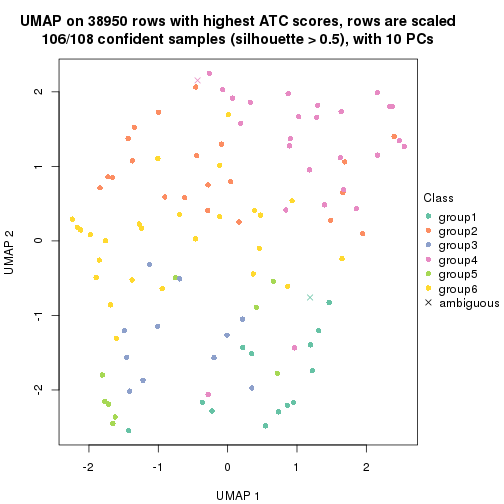 UMAP on 38950 rows with highest ATC scores, rows are scaled
106/108 confident samples (silhouette > 0.5), with 10 PCs
2
1
0
-1
-2
UMAP 2
-2
-1
0
1
2
UMAP 1
Class
group1
group2
group3
group4
group5
group6
ambiguous